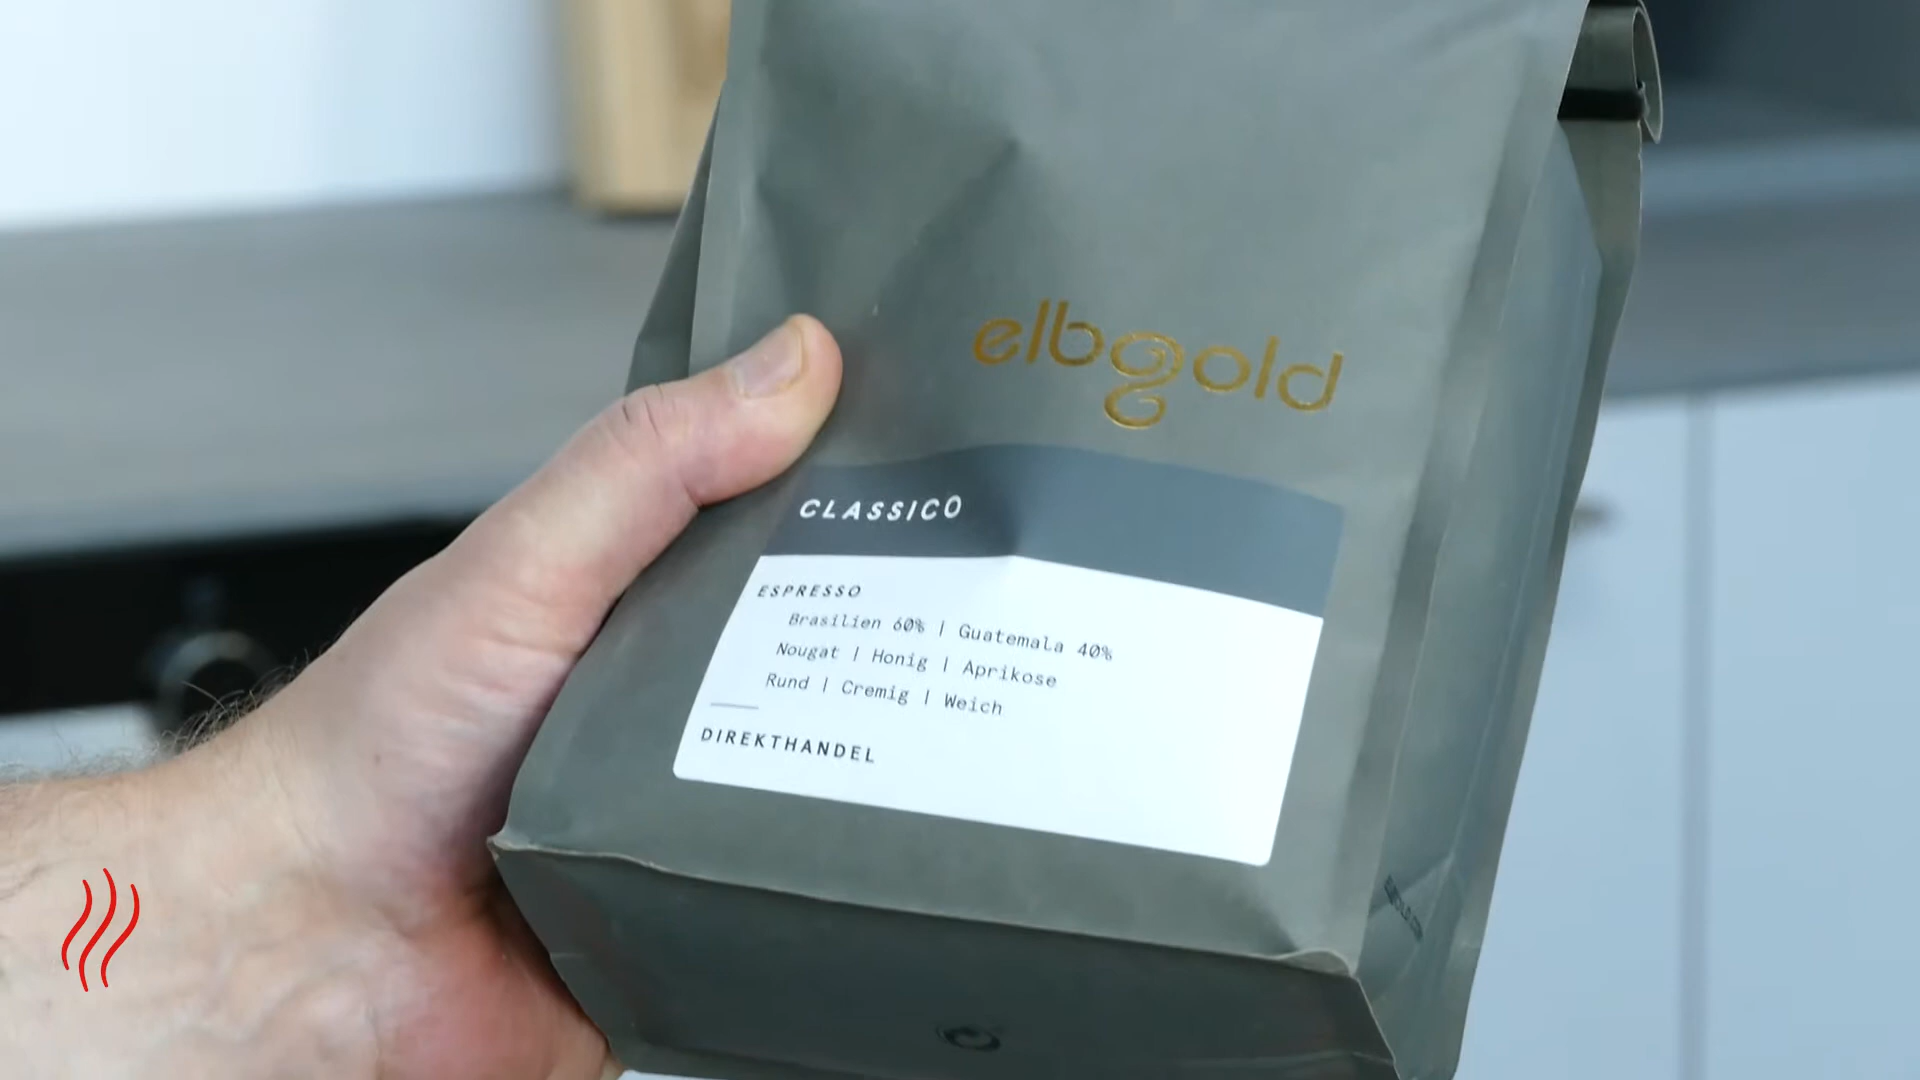 elbgold
CLASSICO
ESPRESSO
Brasilien 60% | Guatemala 40%
Nougat | Honig | Aprikose
Rund | Cremig | Weich
DIREKTHANDEL